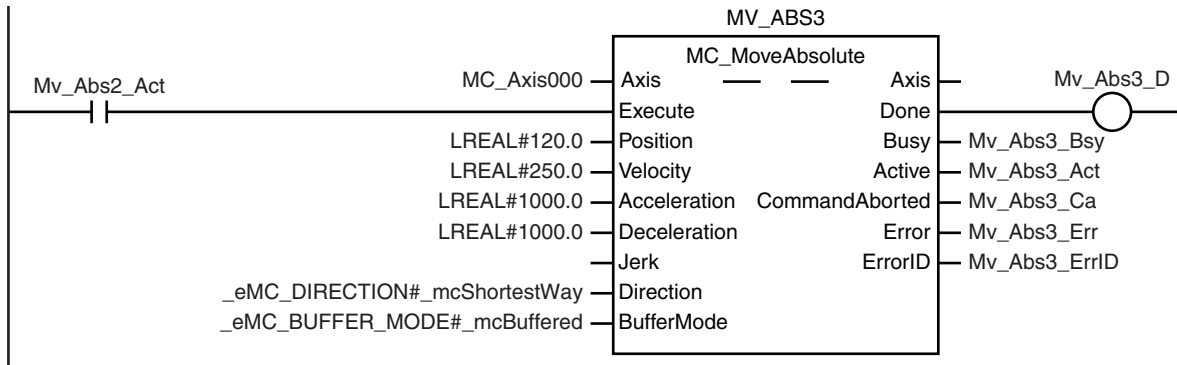 MV_ABS3
MC_MoveAbsolute
Mv_Abs2_Act
MC_Axis000 Axis Axis Mv_Abs3_D
Execute Done
LREAL#120.0 Position Busy Mv_Abs3_Bsy
LREAL#250.0 Velocity Active Mv_Abs3_Act
LREAL#1000.0 Acceleration CommandAborted Mv_Abs3_Ca
LREAL#1000.0 Deceleration Error Mv_Abs3_Err
Jerk ErrorID Mv_Abs3_ErrID
_eMC_DIRECTION#_mcShortestWay Direction
_eMC_BUFFER_MODE#_mcBuffered BufferMode